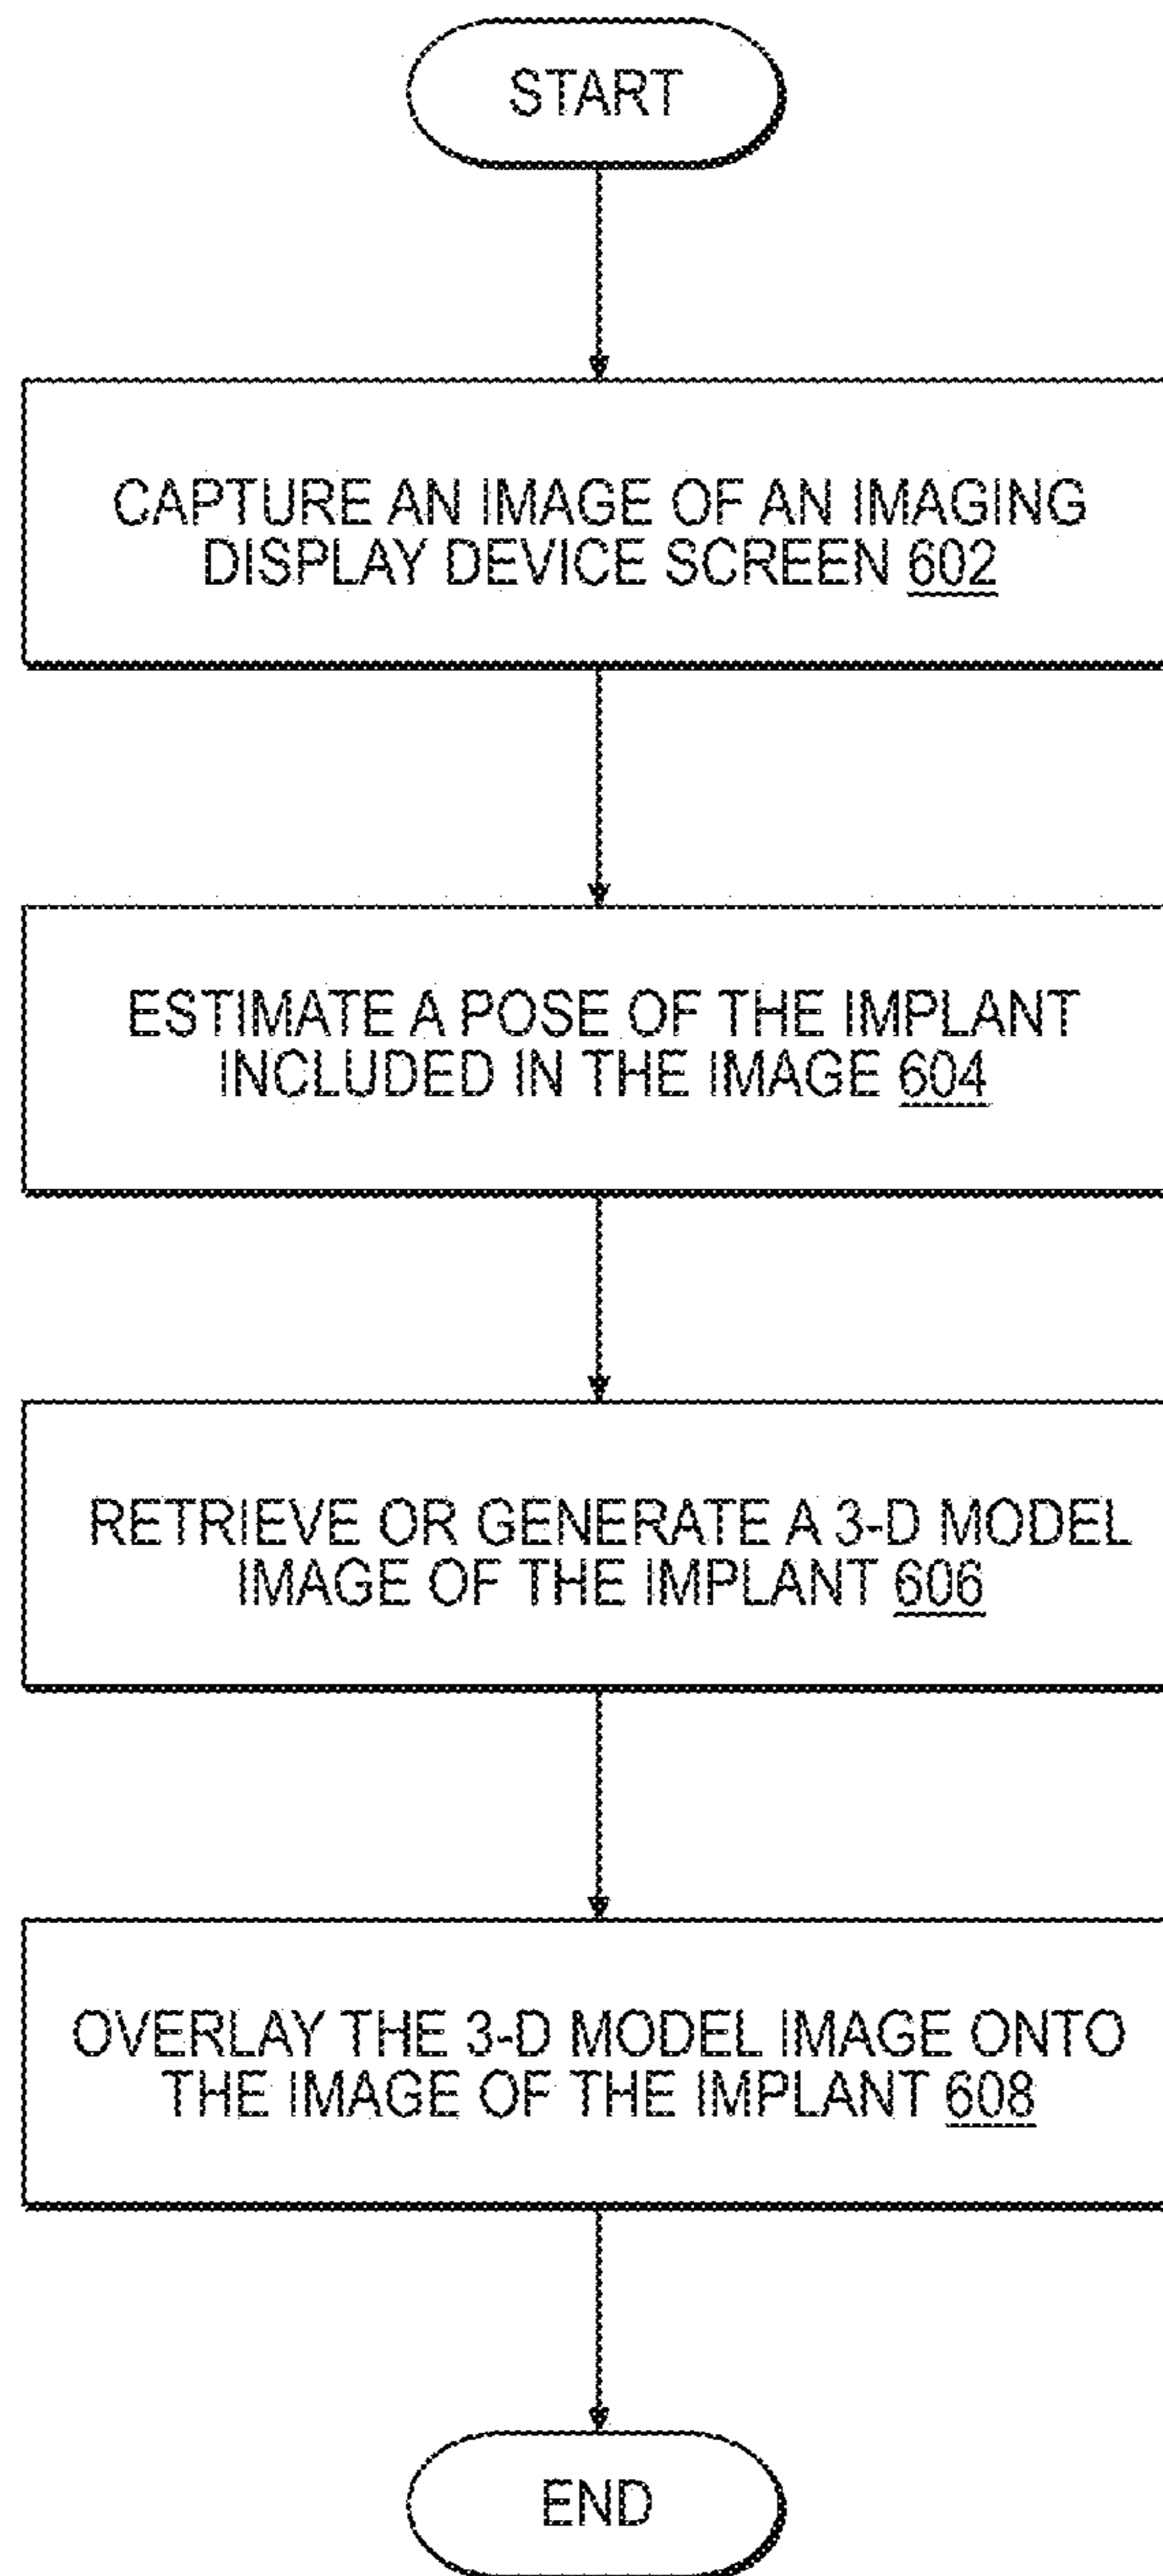 START
CAPTURE AN IMAGE OF AN IMAGING
DISPLAY DEVICE SCREEN 602
ESTIMATE A POSE OF THE IMPLANT
INCLUDED IN THE IMAGE 604
RETRIEVE OR GENERATE A 3-D MODEL
IMAGE OF THE IMPLANT 606
OVERLAY THE 3-D MODEL IMAGE ONTO
THE IMAGE OF THE IMPLANT 608
END